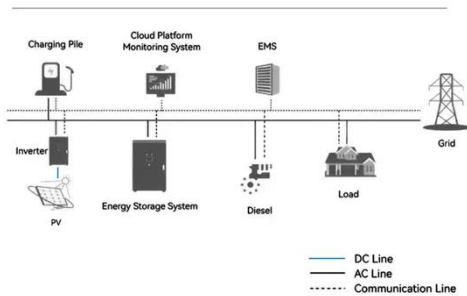 Charging Pile
Cloud Platform
Monitoring System
EMS
Inverter
PV
Energy Storage System
Diesel
Load
Grid
DC Line
AC Line
Communication Line